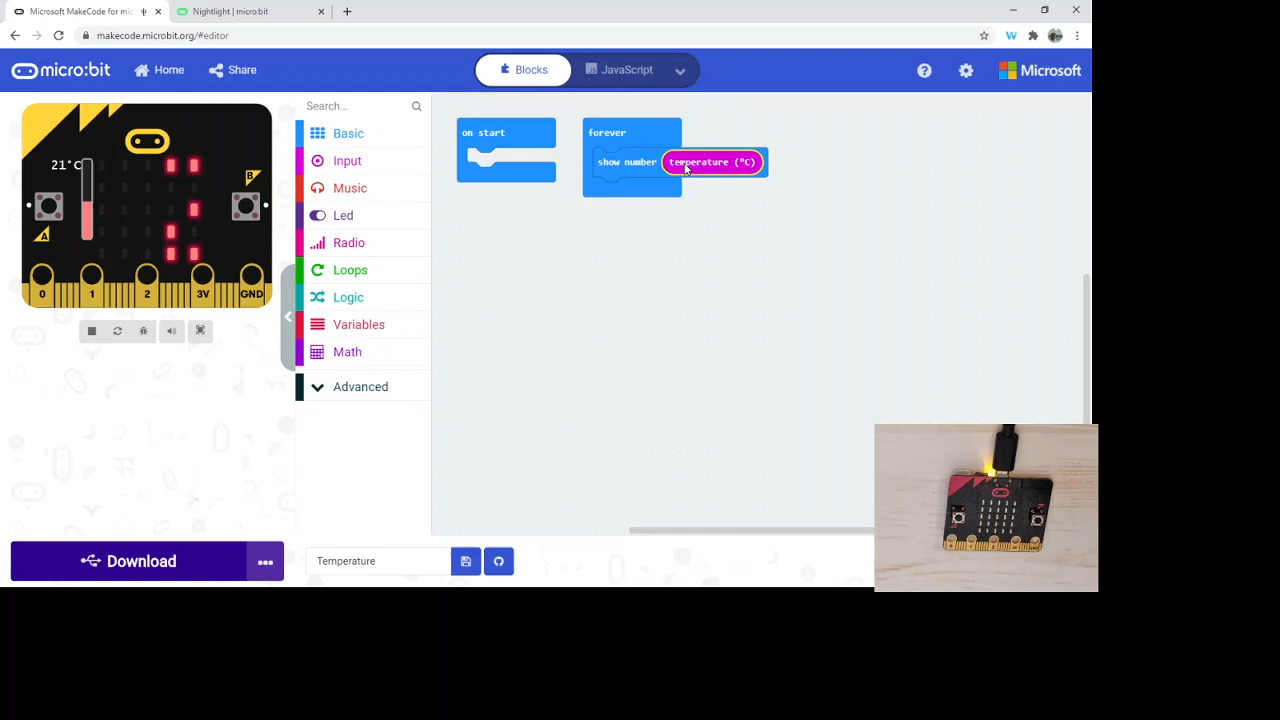 Microsoft MakeCode for mic
Nightlight | micro:bit
makecode.microbit.org/#editor
micro:bit
Home
Share
Blocks
JavaScript
Microsoft
Search...
Basic
Input
Music
Led
Radio
Loops
Logic
Variables
Math
Advanced
21°C
B
A
0
1
2
3V
GND
on start
forever
show number
temperature (°C)
Download
Temperature